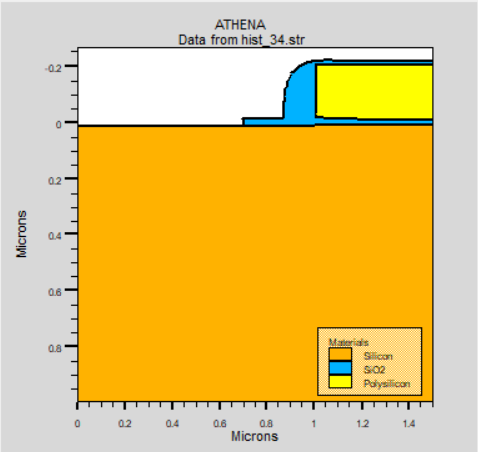 ATHENA
Data from hist_34.str
-0.2
0
0.2
0.4
0.6
0.8
Microns
Materials
Silicon
SiO2
Polysilicon
0 0.2 0.4 0.6 0.8 1 1.2 1.4
Microns